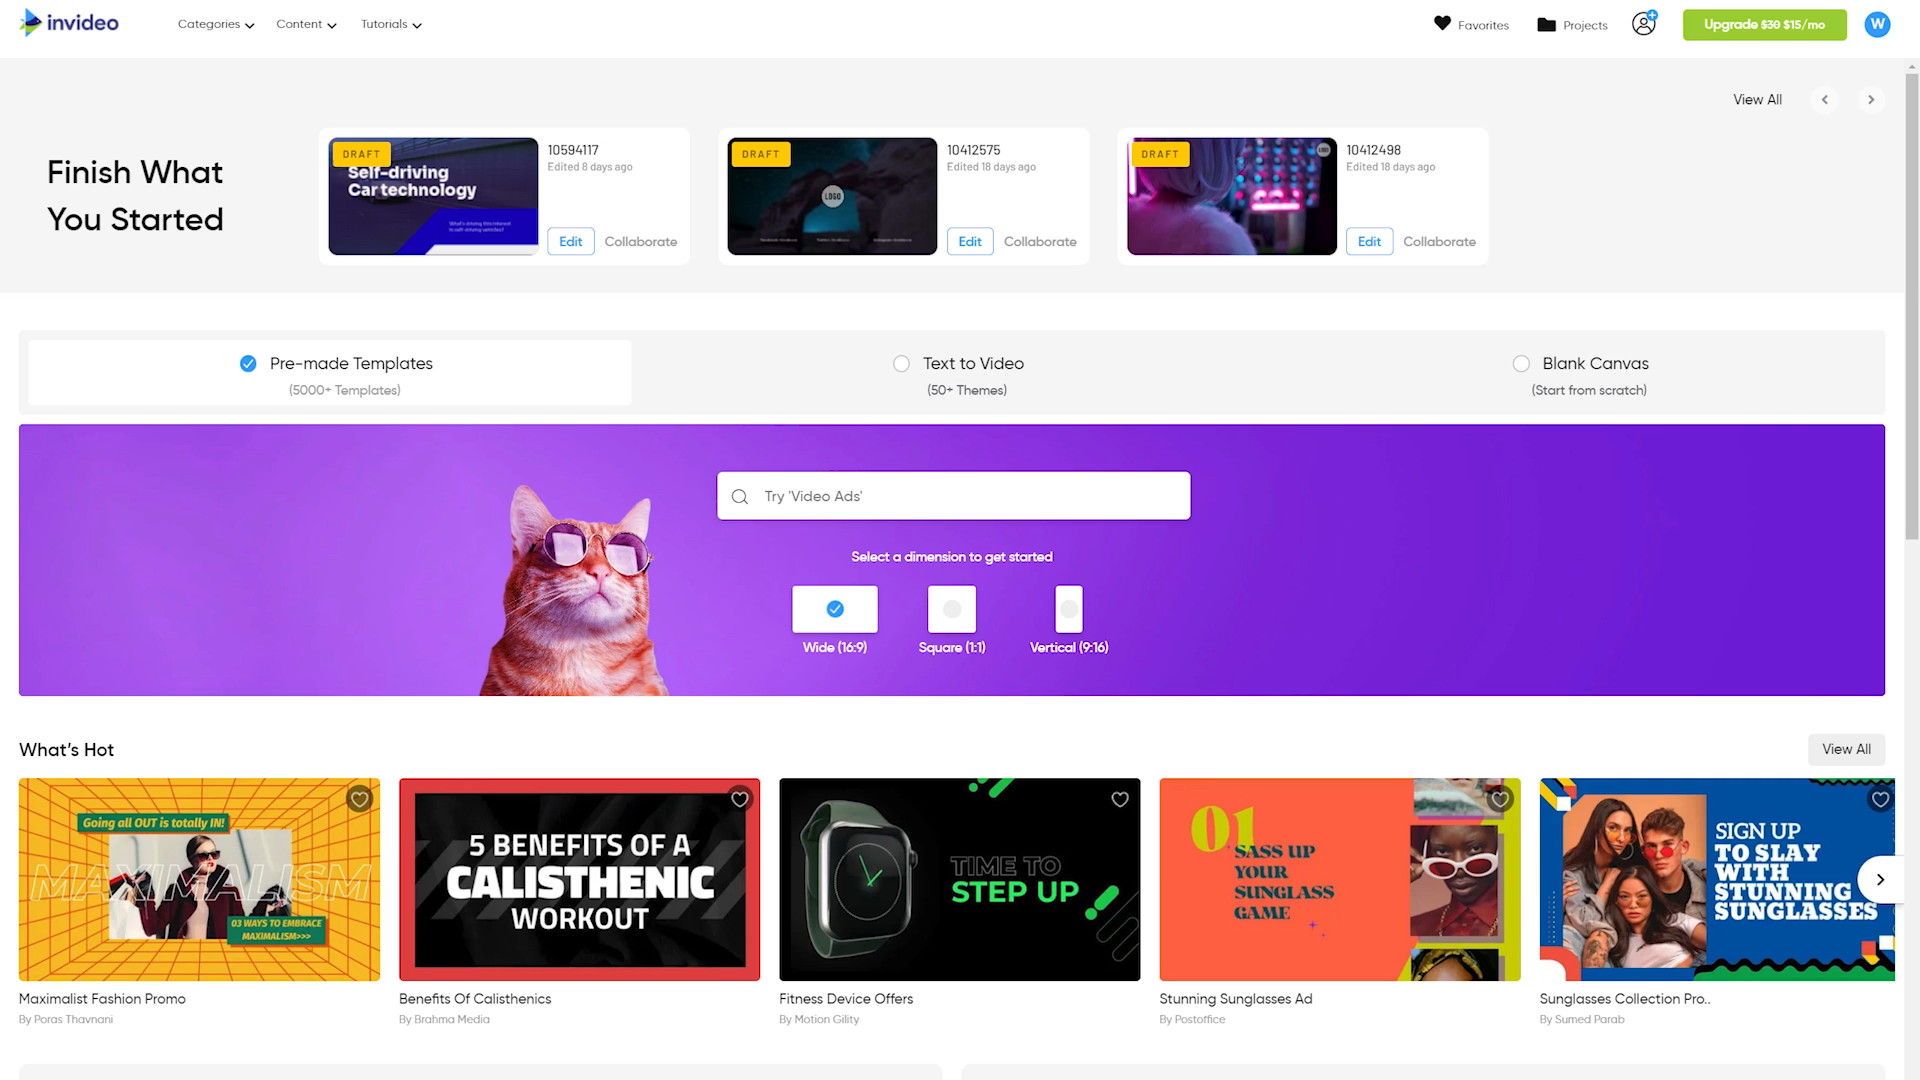 invideo
Categories
Content
Tutorials
Favorites
Projects
Upgrade $30 $15/mo
W
View All
Finish What
You Started
DRAFT
Self-driving
Car technology
10594117
Edited 8 days ago
Edit
Collaborate
DRAFT
LOGO
10412575
Edited 18 days ago
Edit
Collaborate
DRAFT
10412498
Edited 18 days ago
Edit
Collaborate
Pre-made Templates
(5000+ Templates)
Text to Video
(50+ Themes)
Blank Canvas
(Start from scratch)
Try 'Video Ads'
Select a dimension to get started
Wide (16:9)
Square (1:1)
Vertical (9:16)
What's Hot
View All
Going all OUT is totally IN!
MAXIMALISM
03 WAYS TO EMBRACE
MAXIMALISM>>>
Maximalist Fashion Promo
By Poras Thavnani
5 BENEFITS OF A
CALISTHENIC
WORKOUT
Benefits Of Calisthenics
By Brahma Media
TIME TO
STEP UP
Fitness Device Offers
By Motion Gility
01
SASS UP
YOUR
SUNGLASS
GAME
Stunning Sunglasses Ad
By Postoffice
SIGN UP
TO SLAY
WITH
STUNNING
SUNGLASSES
Sunglasses Collection Pro..
By Sumed Parab